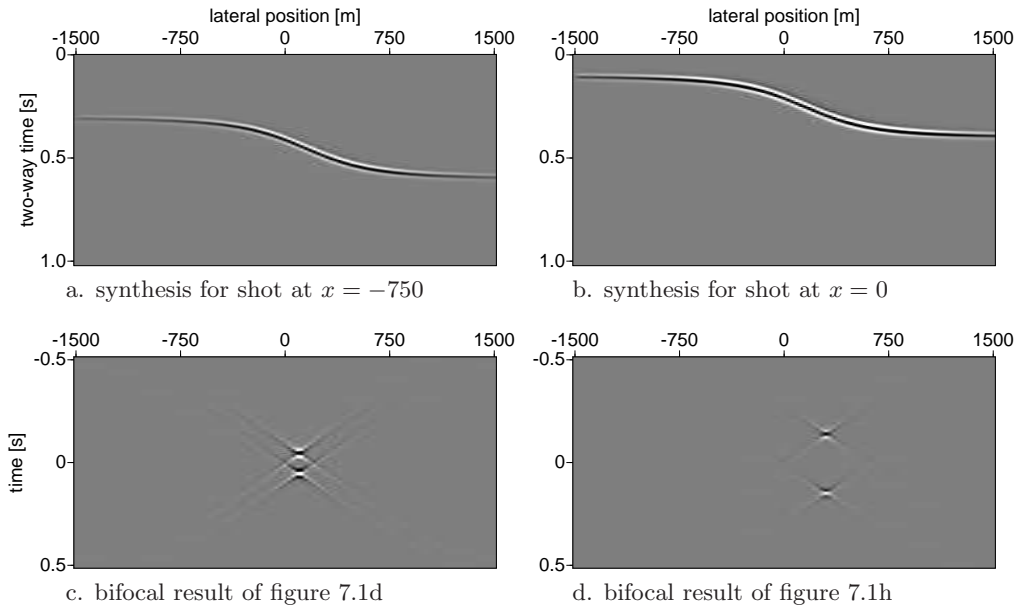 lateral position [m]
-1500 -750 0 750 1500
0
0.5
1.0
two-way time [s]
a. synthesis for shot at x = −750
lateral position [m]
-1500 -750 0 750 1500
0
0.5
1.0
b. synthesis for shot at x = 0
-1500 -750 0 750 1500
-0.5
0
0.5
time [s]
c. bifocal result of figure 7.1d
-1500 -750 0 750 1500
-0.5
0
0.5
d. bifocal result of figure 7.1h